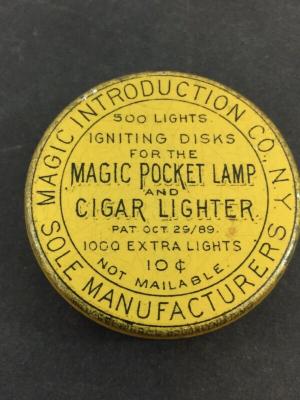 MAGIC INTRODUCTION CO., N.Y.
500 LIGHTS.
IGNITING DISKS
FOR THE
MAGIC POCKET LAMP
AND
CIGAR LIGHTER.
PAT. OCT. 29/89.
1000 EXTRA LIGHTS
10¢
NOT MAILABLE.
SOLE MANUFACTURERS